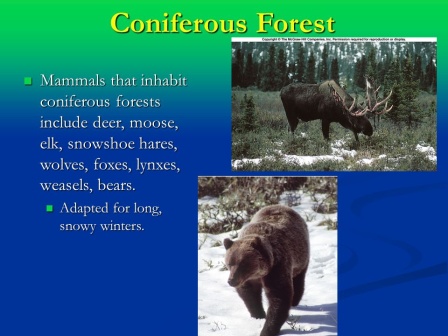 Coniferous Forest
Copyright © The McGraw-Hill Companies, Inc. Permission required for reproduction or display.
Mammals that inhabit
coniferous forests
include deer, moose,
elk, snowshoe hares,
wolves, foxes, lynxes,
weasels, bears.
Adapted for long,
snowy winters.